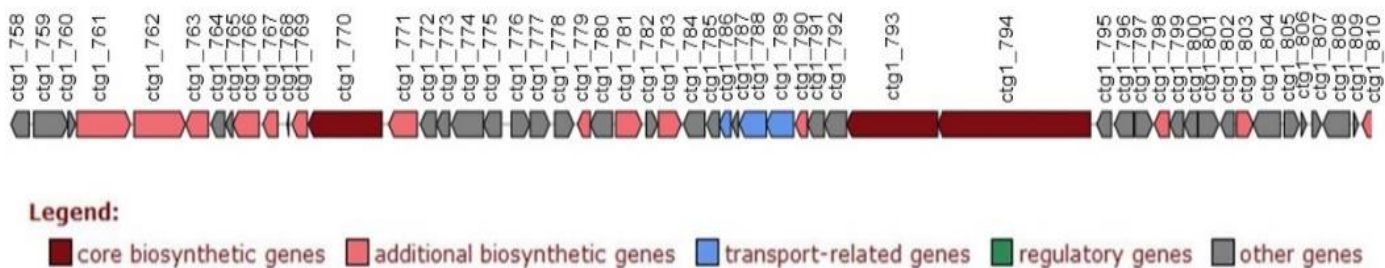 ctg1_758
ctg1_759
ctg1_760
ctg1_761
ctg1_762
ctg1_763
ctg1_764
ctg1_765
ctg1_766
ctg1_767
ctg1_768
ctg1_769
ctg1_770
ctg1_771
ctg1_772
ctg1_773
ctg1_774
ctg1_775
ctg1_776
ctg1_777
ctg1_778
ctg1_779
ctg1_780
ctg1_781
ctg1_782
ctg1_783
ctg1_784
ctg1_785
ctg1_786
ctg1_787
ctg1_788
ctg1_789
ctg1_790
ctg1_791
ctg1_792
ctg1_793
ctg1_794
ctg1_795
ctg1_796
ctg1_797
ctg1_798
ctg1_799
ctg1_800
ctg1_801
ctg1_802
ctg1_803
ctg1_804
ctg1_805
ctg1_806
ctg1_807
ctg1_808
ctg1_809
ctg1_810
Legend:
core biosynthetic genes additional biosynthetic genes transport-related genes regulatory genes other genes